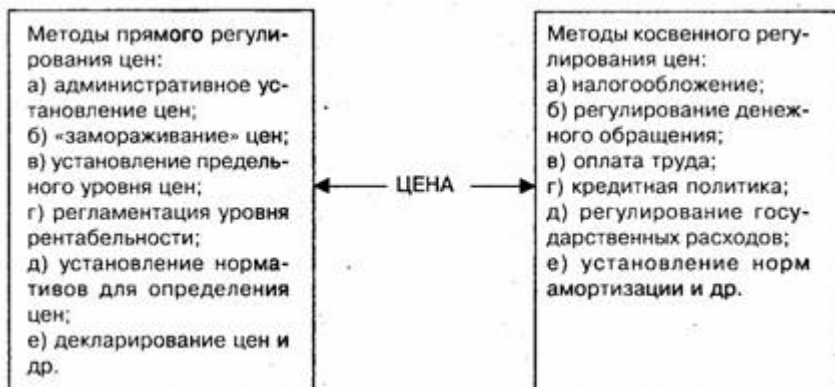 Методы прямого регули-
рования цен:
а) административное ус-
тановление цен;
б) «замораживание» цен;
в) установление предель-
ного уровня цен;
г) регламентация уровня
рентабельности;
д) установление норма-
тивов для определения
цен;
е) декларирование цен и
др.
ЦЕНА
Методы косвенного регу-
лирования цен:
а) налогообложение;
б) регулирование денеж-
ного обращения;
в) оплата труда;
г) кредитная политика;
д) регулирование госу-
дарственных расходов;
е) установление норм
амортизации и др.